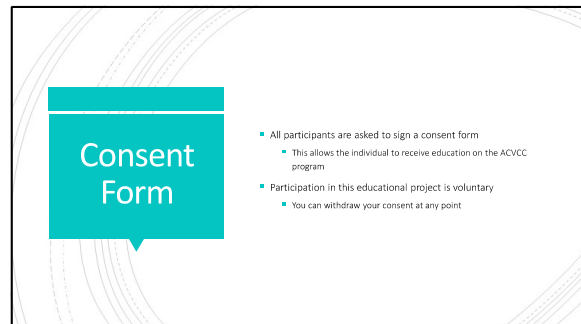 Consent
Form
All participants are asked to sign a consent form
This allows the individual to receive education on the ACVCC
program
Participation in this educational project is voluntary
You can withdraw your consent at any point